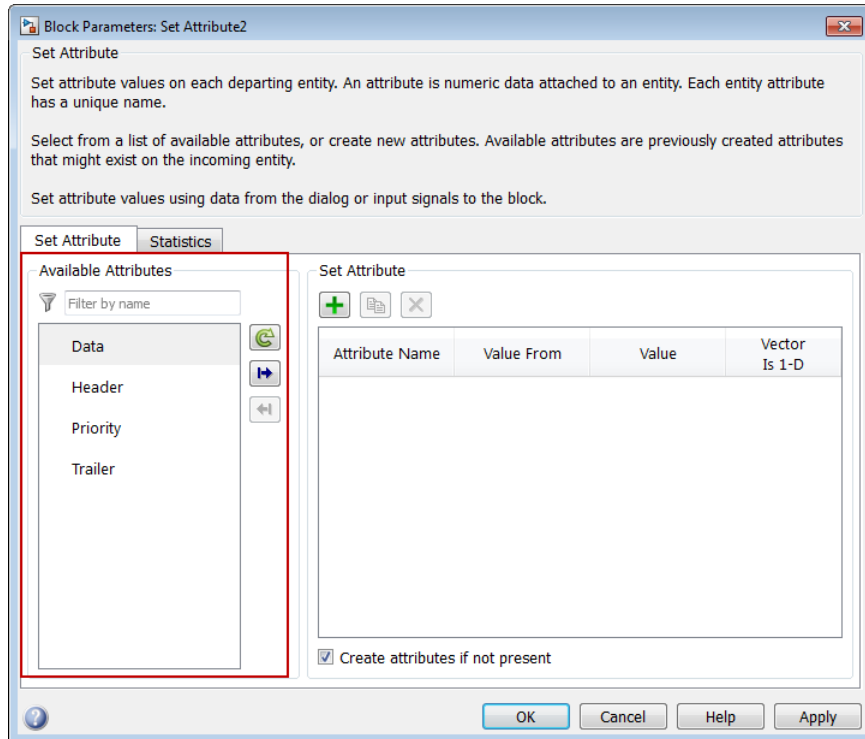 Block Parameters: Set Attribute2
Set Attribute
Set attribute values on each departing entity. An attribute is numeric data attached to an entity. Each entity attribute
has a unique name.
Select from a list of available attributes, or create new attributes. Available attributes are previously created attributes
that might exist on the incoming entity.
Set attribute values using data from the dialog or input signals to the block.
Set Attribute
Statistics
Available Attributes
Filter by name
Data
Header
Priority
Trailer
Set Attribute
Attribute Name
Value From
Value
Vector
Is 1-D
Create attributes if not present
OK
Cancel
Help
Apply